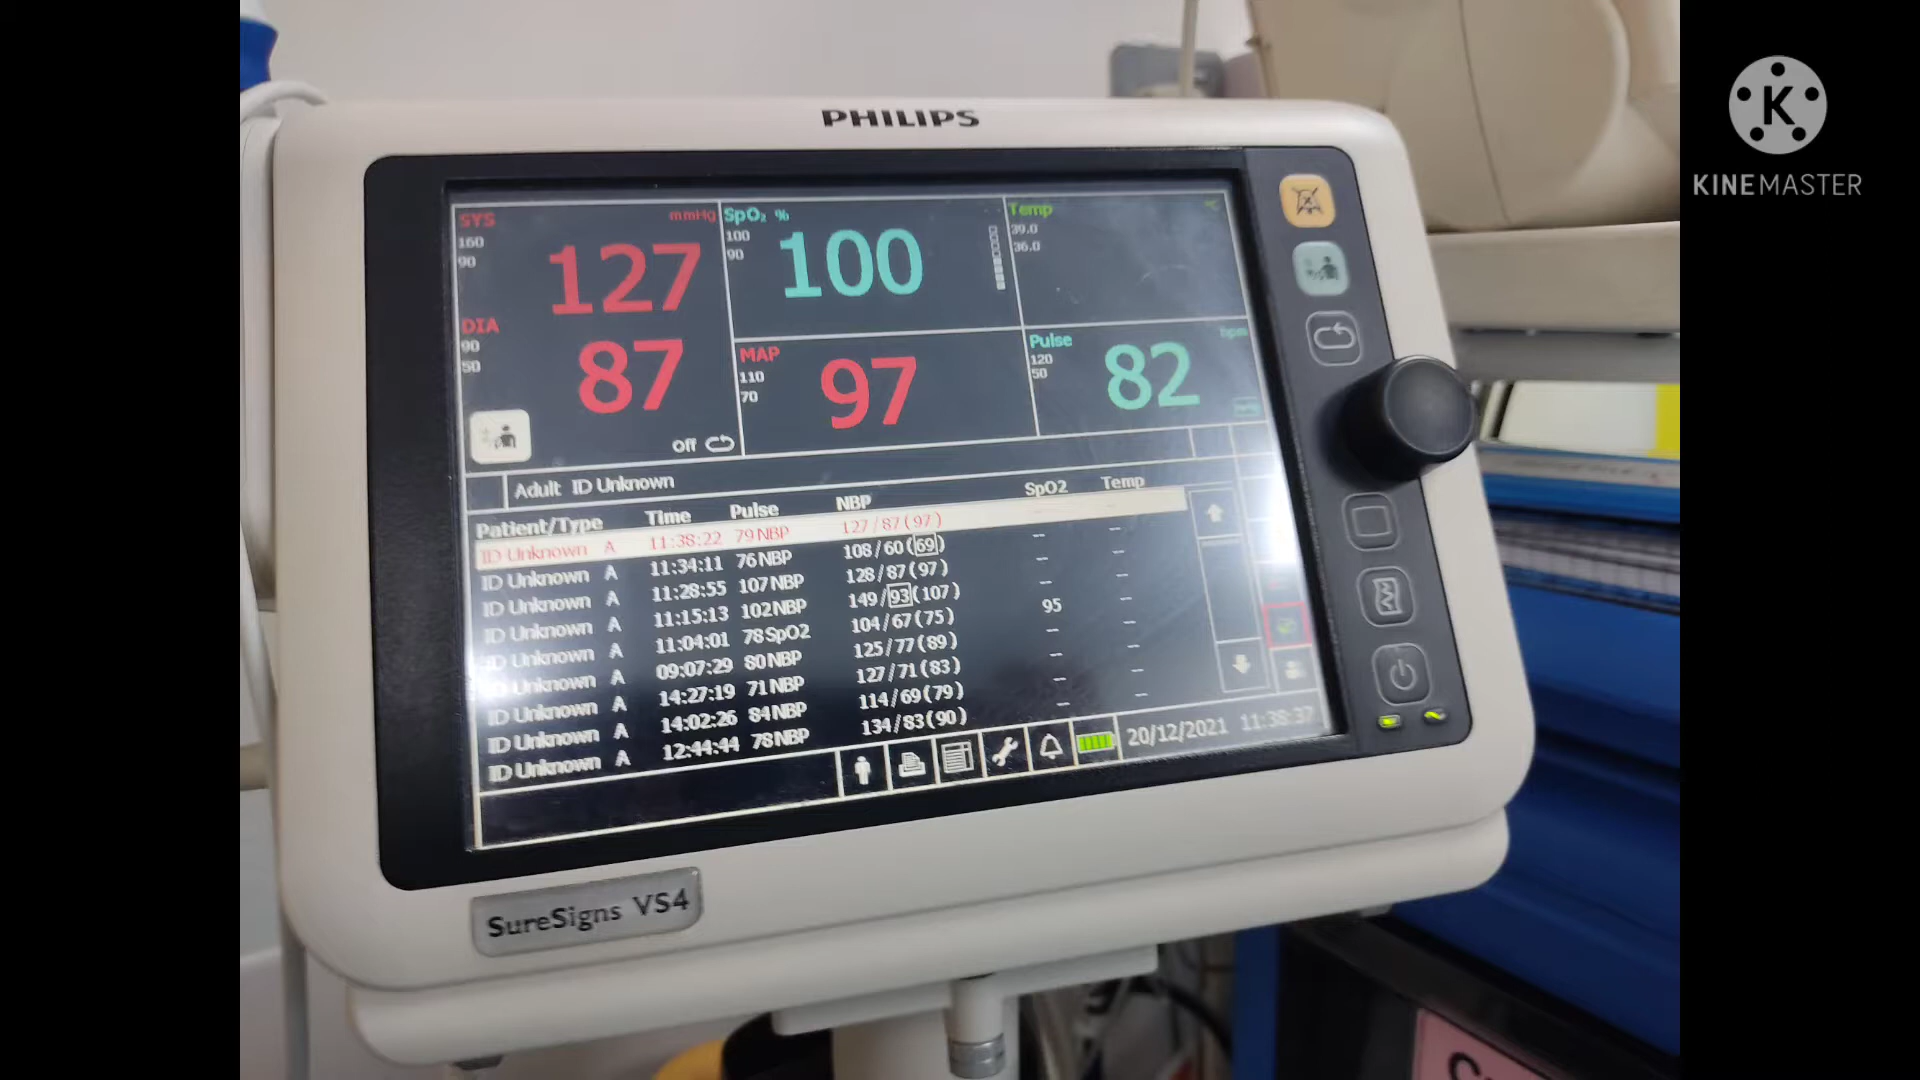 PHILIPS
KINEMASTER
SYS mmHg
160
90
127
DIA
90
50
87
Off
SpO₂ %
100
90
100
Temp °C
39.0
36.0
MAP
110
70
97
Pulse bpm
120
50
82
Adult ID Unknown
Patient/Type Time Pulse NBP SpO2 Temp
ID Unknown A 11:38:22 79 NBP 127/87(97) -- --
ID Unknown A 11:34:11 76 NBP 108/60(69) -- --
ID Unknown A 11:28:55 107 NBP 128/87(97) -- --
ID Unknown A 11:15:13 102 NBP 149/93(107) -- --
ID Unknown A 11:04:01 78 SpO2 104/67(75) 95 --
ID Unknown A 09:07:29 80 NBP 125/77(89) -- --
ID Unknown A 14:27:19 71 NBP 127/71(83) -- --
ID Unknown A 14:02:26 84 NBP 114/69(79) -- --
ID Unknown A 12:44:44 78 NBP 134/83(90) -- --
20/12/2021 11:38:37
SureSigns VS4